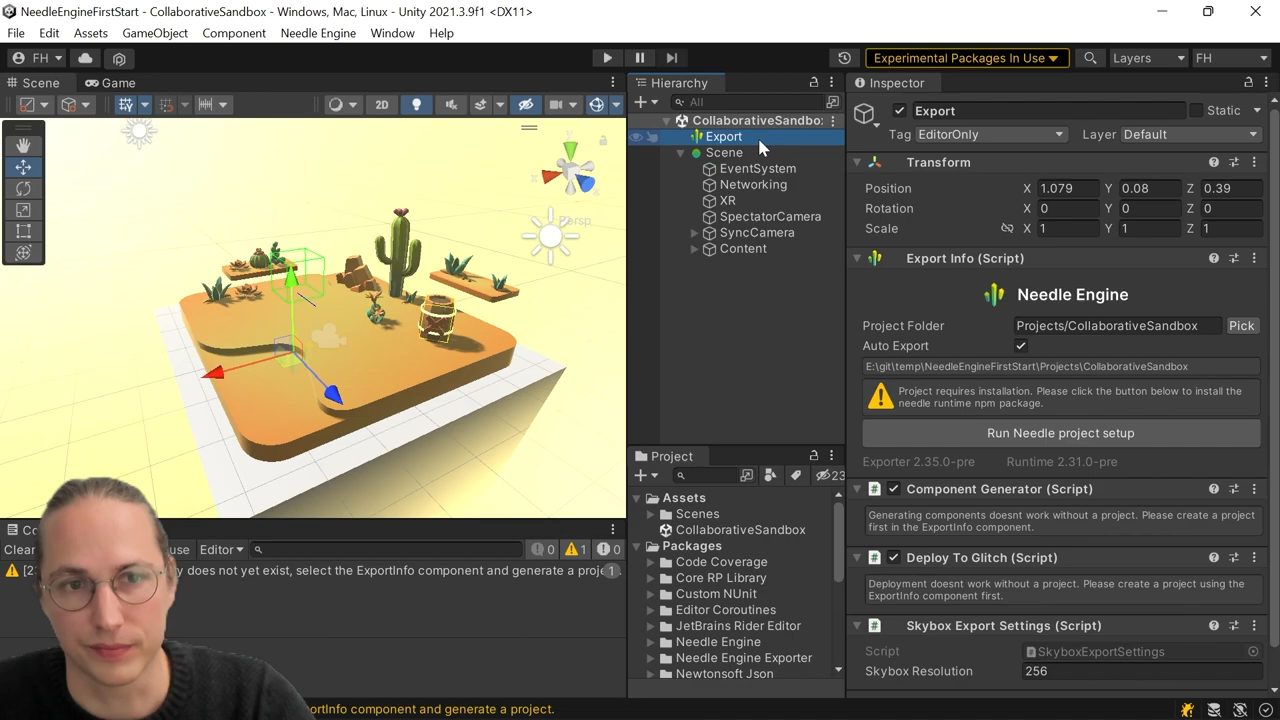 NeedleEngineFirstStart - CollaborativeSandbox - Windows, Mac, Linux - Unity 2021.3.9f1 <DX11>
File Edit Assets GameObject Component Needle Engine Window Help
FH
Experimental Packages In Use
Layers
FH
Scene
Game
2D
Persp
Hierarchy
All
CollaborativeSandbo
Export
Scene
EventSystem
Networking
XR
SpectatorCamera
SyncCamera
Content
Project
23
Assets
Scenes
CollaborativeSandbox
Packages
Code Coverage
Core RP Library
Custom NUnit
Editor Coroutines
JetBrains Rider Editor
Needle Engine
Needle Engine Exporter
Newtonsoft Json
Co
Clear
use Editor
0 1 0
[2
y does not yet exist, select the ExportInfo component and generate a proje
1
ortInfo component and generate a project.
Inspector
Export
Static
Tag EditorOnly
Layer Default
Transform
Position X 1.079 Y 0.08 Z 0.39
Rotation X 0 Y 0 Z 0
Scale X 1 Y 1 Z 1
Export Info (Script)
Needle Engine
Project Folder Projects/CollaborativeSandbox Pick
Auto Export
E:\git\temp\NeedleEngineFirstStart\Projects\CollaborativeSandbox
Project requires installation. Please click the button below to install the
needle runtime npm package.
Run Needle project setup
Exporter 2.35.0-pre Runtime 2.31.0-pre
Component Generator (Script)
Generating components doesnt work without a project. Please create a project
first in the ExportInfo component.
Deploy To Glitch (Script)
Deployment doesnt work without a project. Please create a project using the
ExportInfo component first.
Skybox Export Settings (Script)
Script SkyboxExportSettings
Skybox Resolution 256